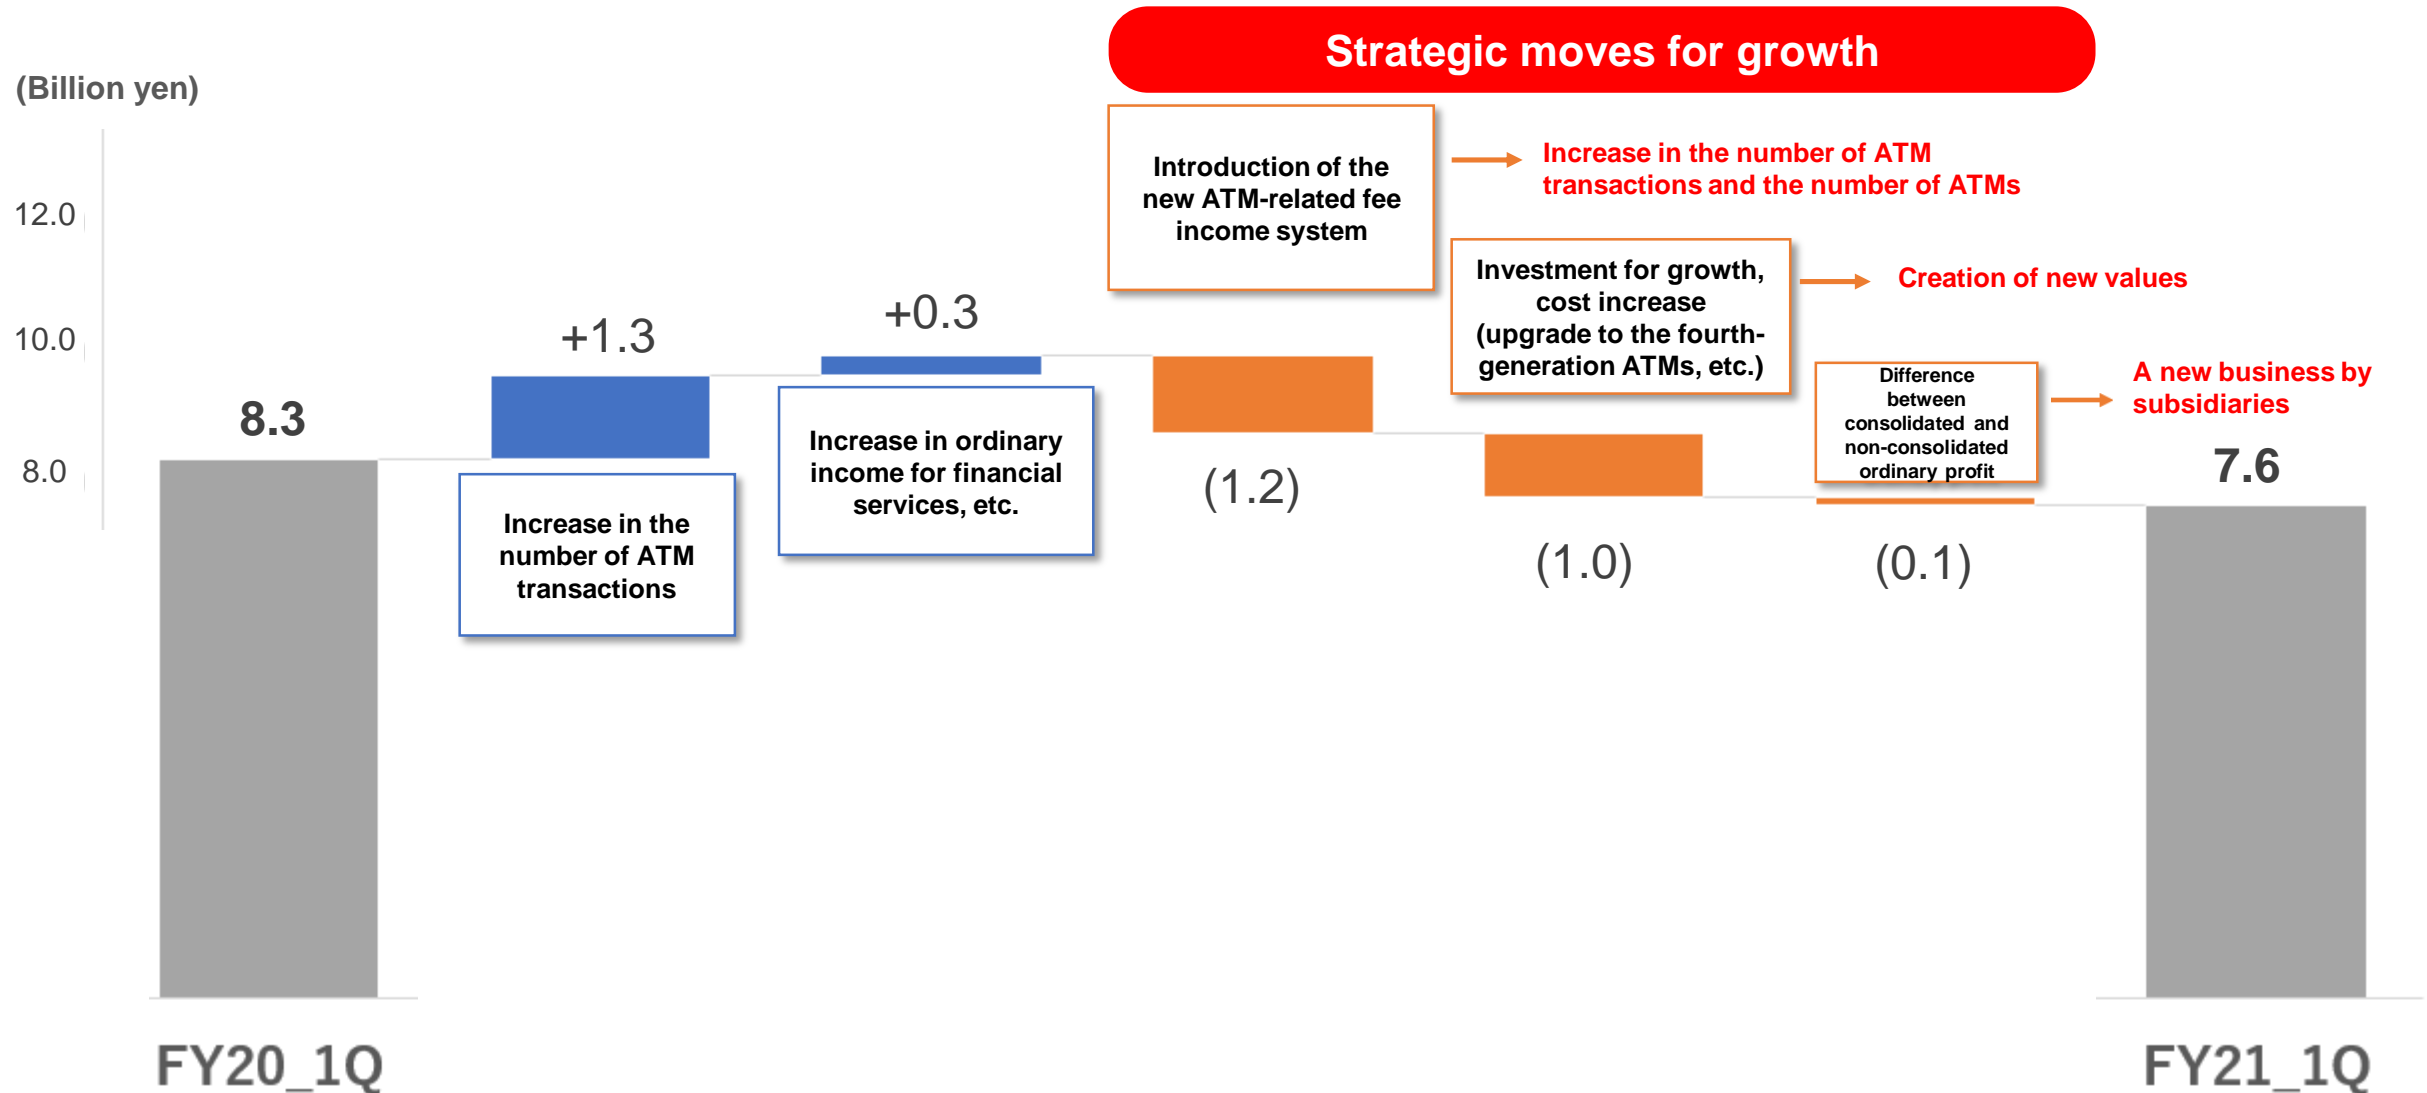 Strategic moves for growth
(Billion yen)
12.0
10.0
8.0
8.3
+1.3
Increase in the
number of ATM
transactions
+0.3
Increase in ordinary
income for financial
services, etc.
Introduction of the
new ATM-related fee
income system
Increase in the number of ATM
transactions and the number of ATMs
(1.2)
Investment for growth,
cost increase
(upgrade to the fourth-
generation ATMs, etc.)
Creation of new values
(1.0)
Difference
between
consolidated and
non-consolidated
ordinary profit
A new business by
subsidiaries
(0.1)
7.6
FY20_1Q
FY21_1Q